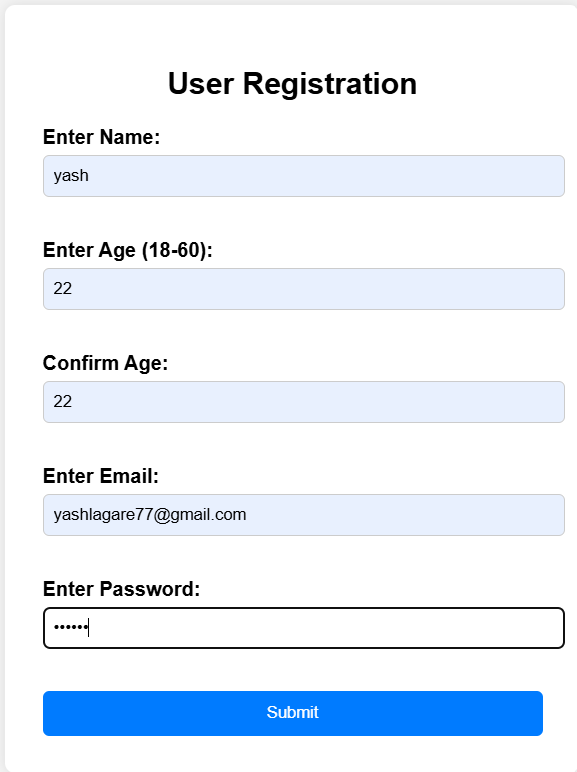 User Registration
Enter Name:
yash
Enter Age (18-60):
22
Confirm Age:
22
Enter Email:
yashlagare77@gmail.com
Enter Password:
••••••
Submit